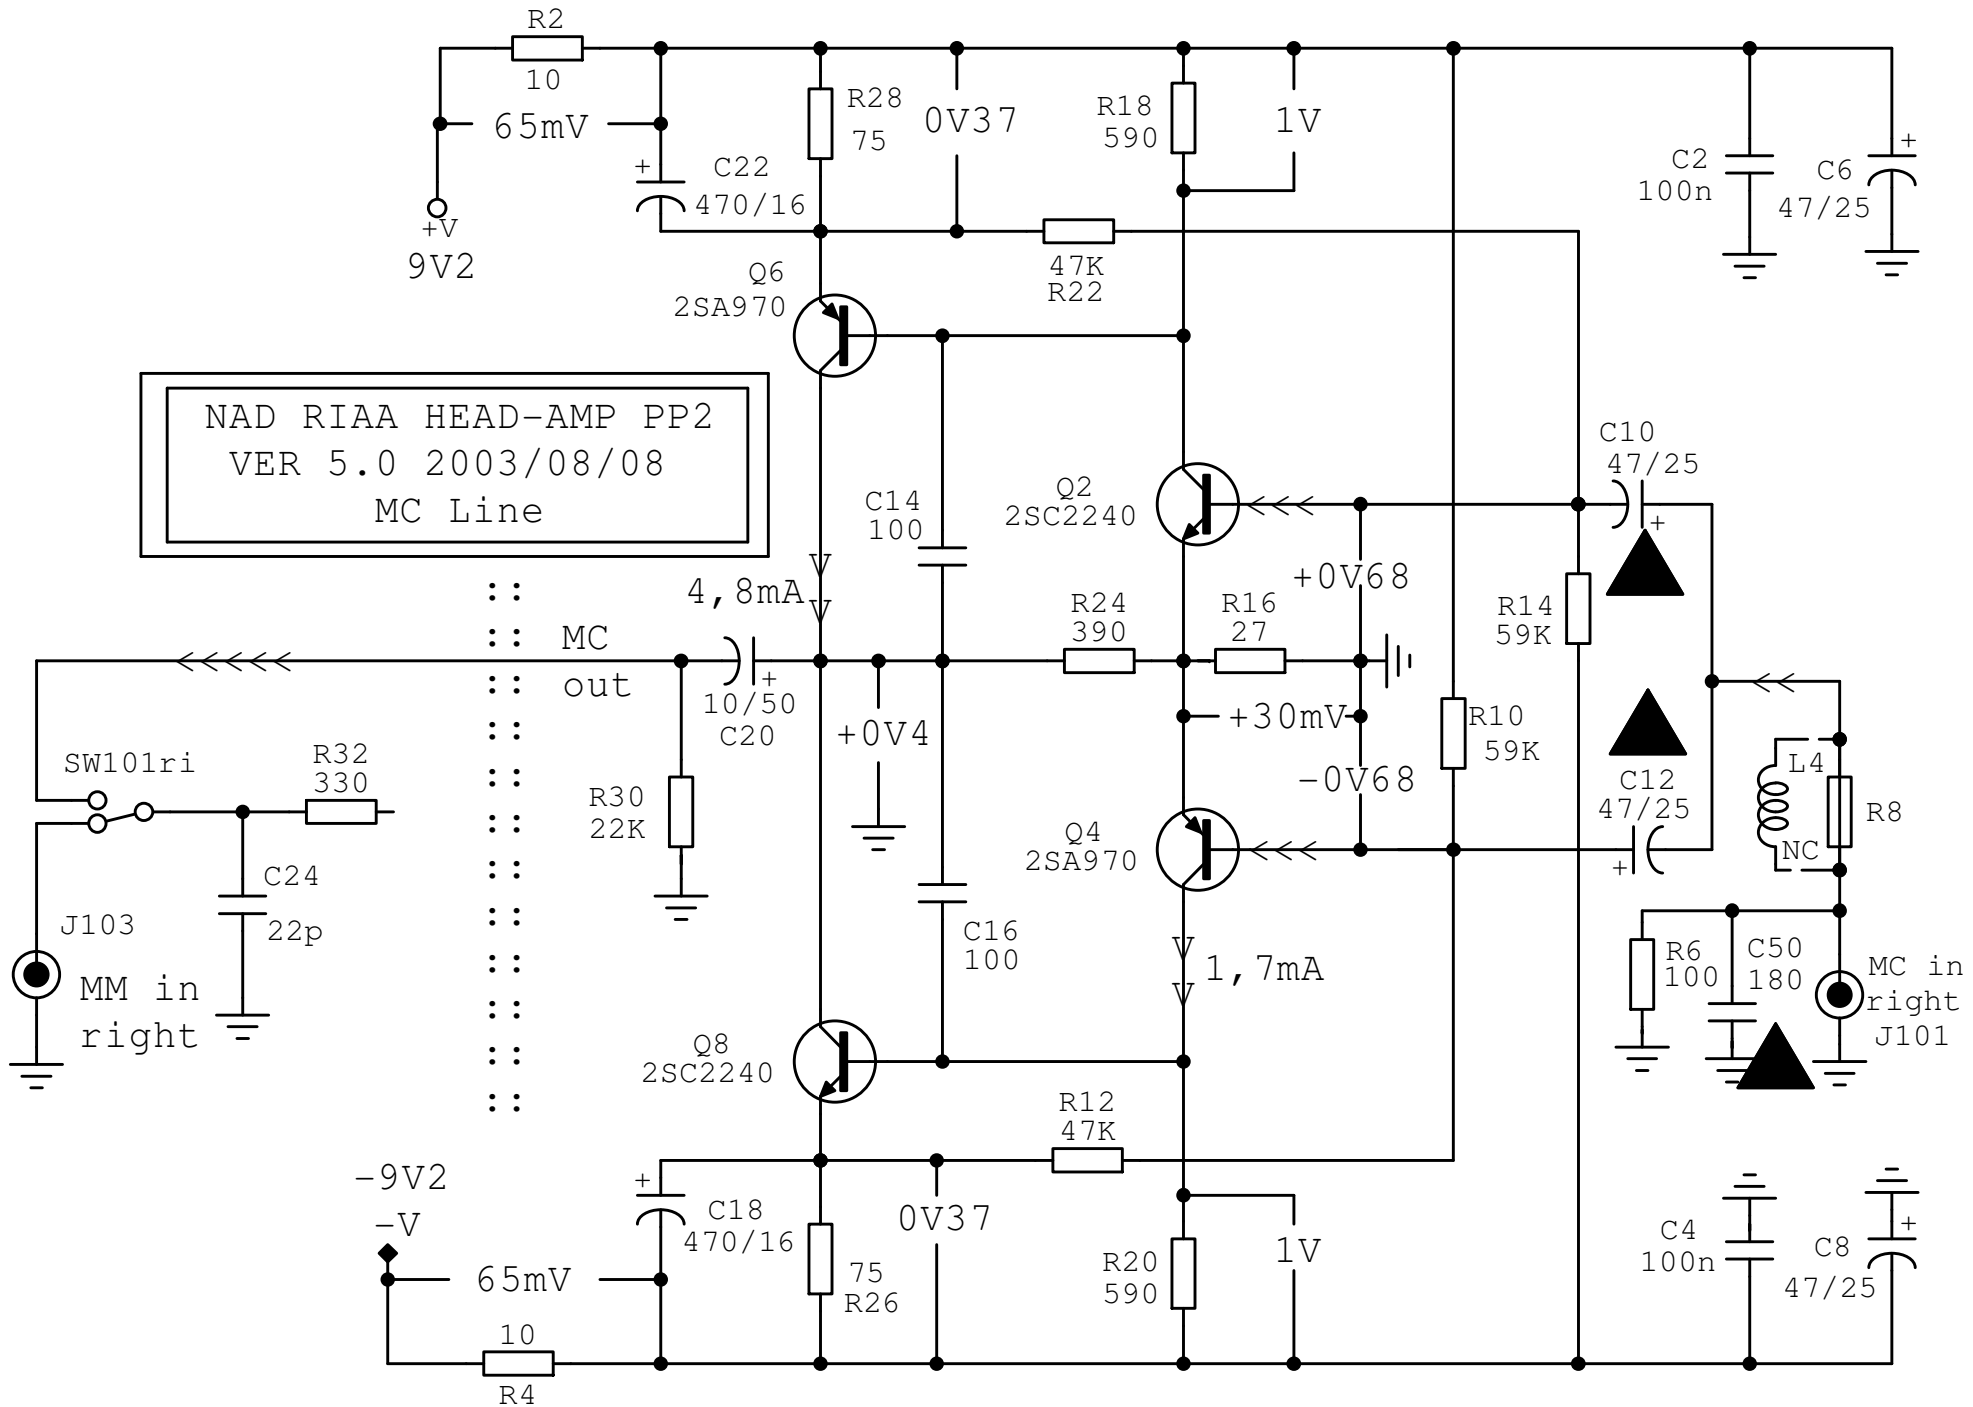 R2
10
65mV
+
C22
470/16
+V
9V2
R28
75
0V37
R18
590
1V
C2
100n
+
C6
47/25
47K
R22
Q6
2SA970
NAD RIAA HEAD-AMP PP2
VER 5.0 2003/08/08
MC Line
C14
100
Q2
2SC2240
C10
47/25
+
4,8mA
MC
out
R24
390
R16
27
+0V68
R14
59K
+
10/50
C20
+0V4
+30mV
R10
59K
-0V68
SW101ri
R32
330
R30
22K
Q4
2SA970
C12
47/25
+
L4
NC
R8
C24
22p
J103
MM in
right
C16
100
1,7mA
R6
100
C50
180
MC in
right
J101
Q8
2SC2240
R12
47K
-9V2
-V
65mV
+
C18
470/16
75
R26
0V37
R20
590
1V
C4
100n
+
C8
47/25
10
R4